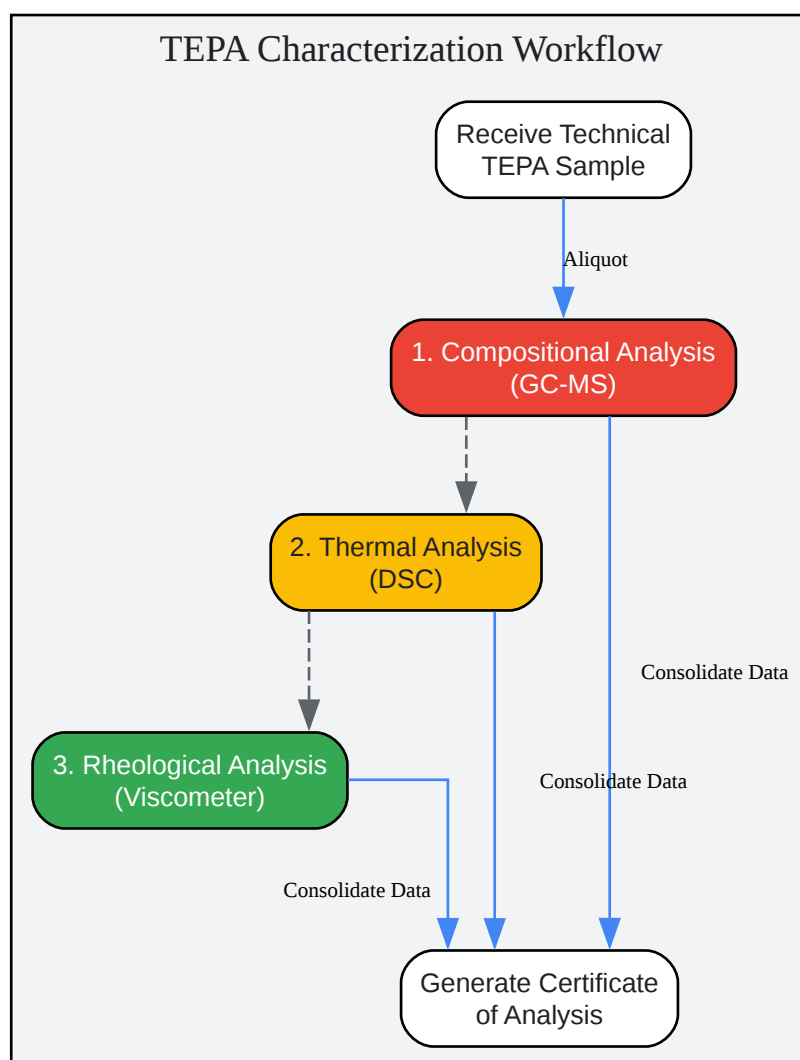 TEPA Characterization Workflow
Receive Technical
TEPA Sample
Aliquot
1. Compositional Analysis
(GC-MS)
2. Thermal Analysis
(DSC)
Consolidate Data
3. Rheological Analysis
(Viscometer)
Consolidate Data
Consolidate Data
Generate Certificate
of Analysis